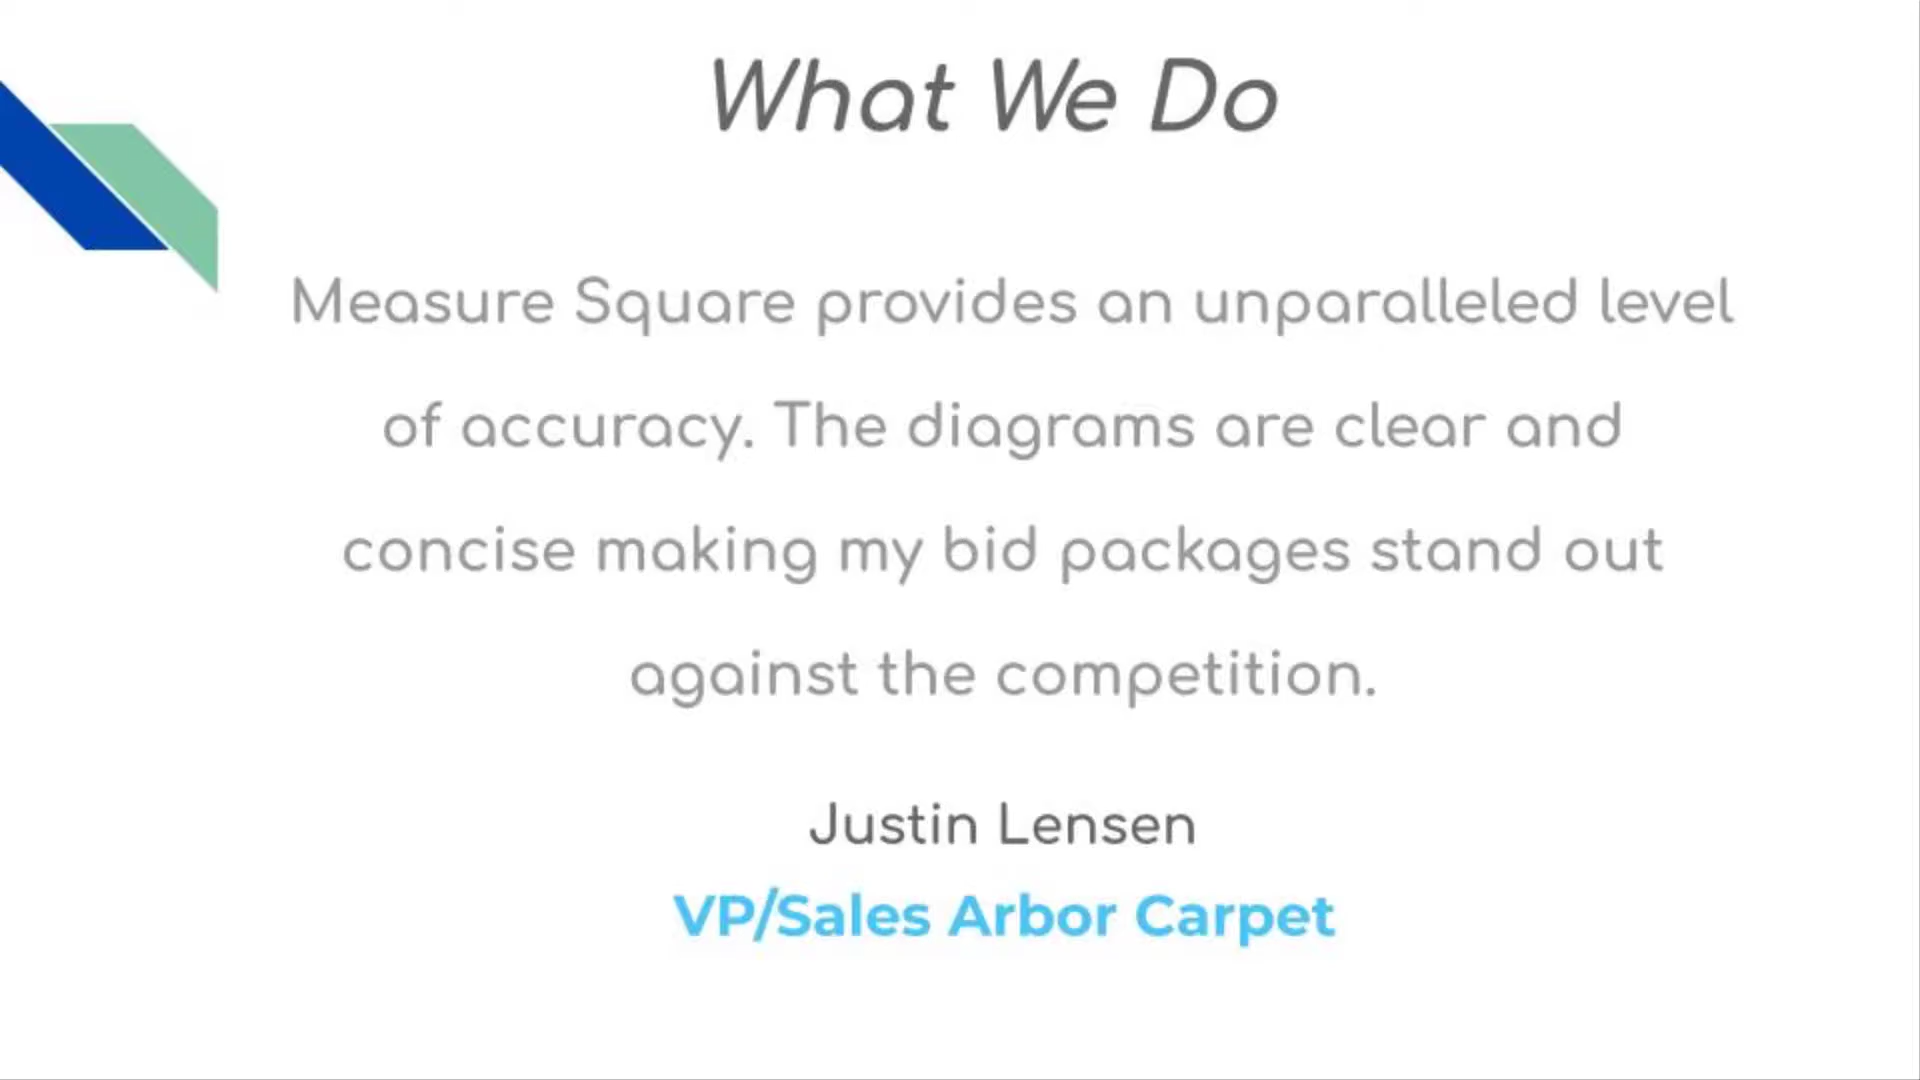 What We Do
Measure Square provides an unparalleled level
of accuracy. The diagrams are clear and
concise making my bid packages stand out
against the competition.
Justin Lensen
VP/Sales Arbor Carpet